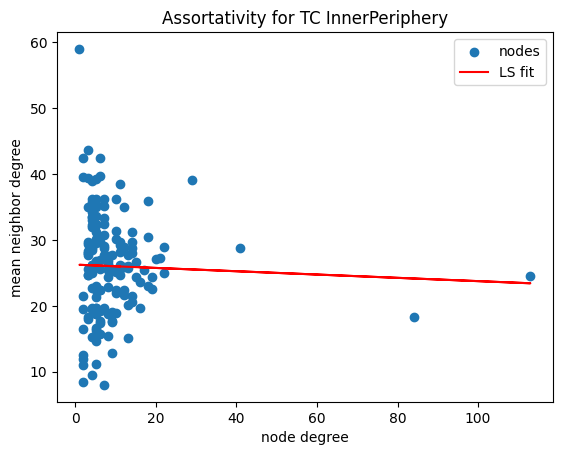 Assortativity for TC InnerPeriphery
nodes
LS fit
mean neighbor degree
60
50
40
30
20
10
0
20
40
60
80
100
node degree